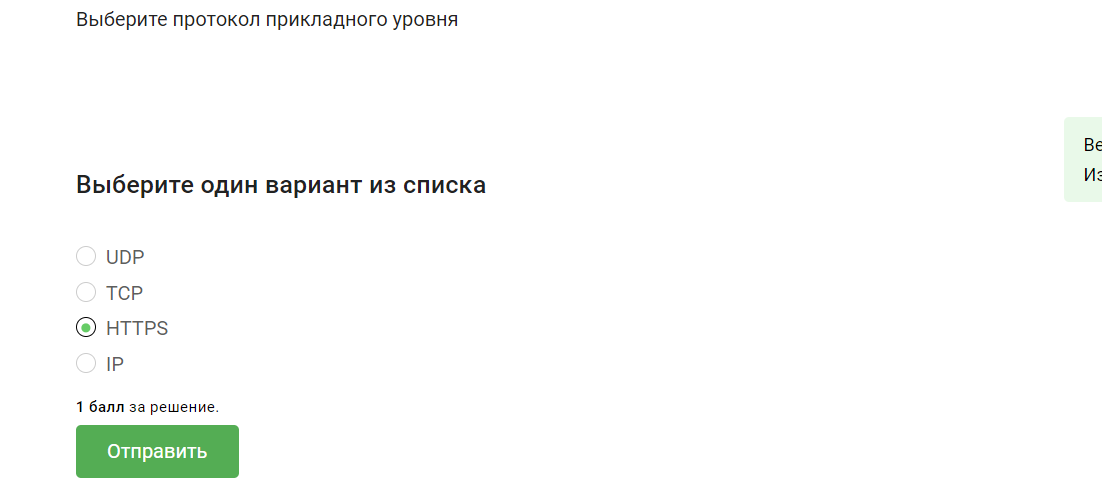 Выберите протокол прикладного уровня
Ве
Выберите один вариант из списка
Из
UDP
TCP
HTTPS
IP
1 балл за решение.
Отправить